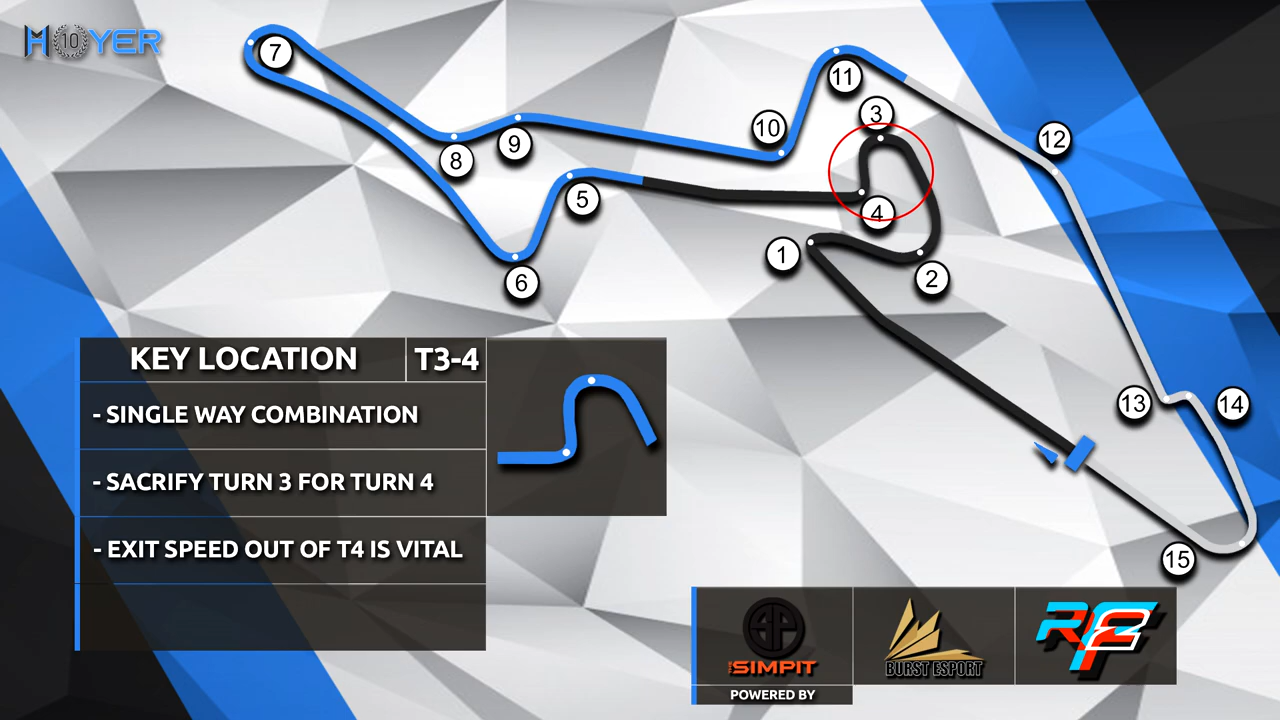 M10YER
7
11
3
10
12
9
8
5
4
1
2
6
13
14
15
KEY LOCATION T3-4
- SINGLE WAY COMBINATION
- SACRIFY TURN 3 FOR TURN 4
- EXIT SPEED OUT OF T4 IS VITAL
THE SIMPIT
BURST ESPORT
RF2
POWERED BY